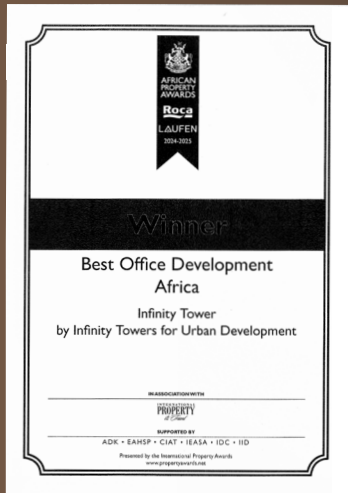 AFRICAN
PROPERTY
AWARDS
Roca
LAUFEN
2024-2025
Winner
Best Office Development
Africa
Infinity Tower
by Infinity Towers for Urban Development
IN ASSOCIATION WITH
INTERNATIONAL
PROPERTY
& Travel
SUPPORTED BY
ADK • EAHSP • CIAT • IEASA • IDC • IID
Presented by the International Property Awards
www.propertyawards.net